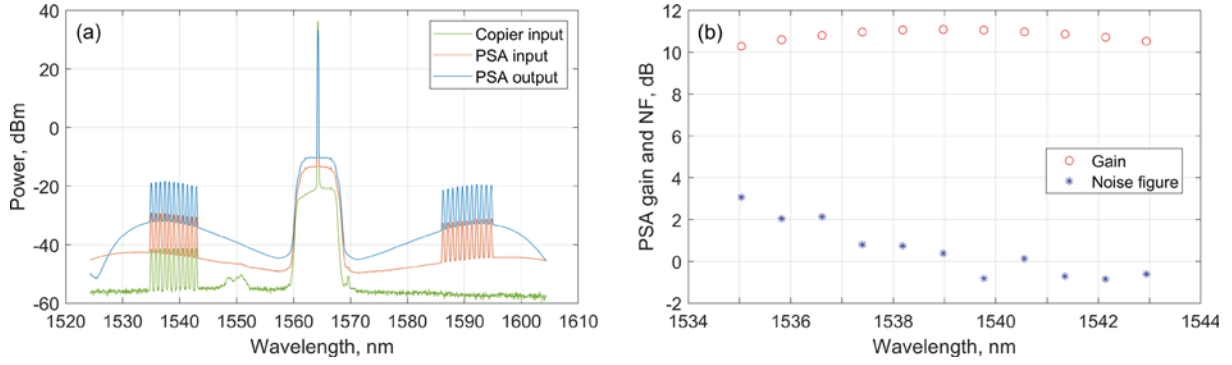 (a)
Copier input
PSA input
PSA output
40
20
0
-20
-40
-60
Power, dBm
1520 1530 1540 1550 1560 1570 1580 1590 1600 1610
Wavelength, nm
(b)
Gain
Noise figure
12
10
8
6
4
2
0
-2
PSA gain and NF, dB
1534 1536 1538 1540 1542 1544
Wavelength, nm